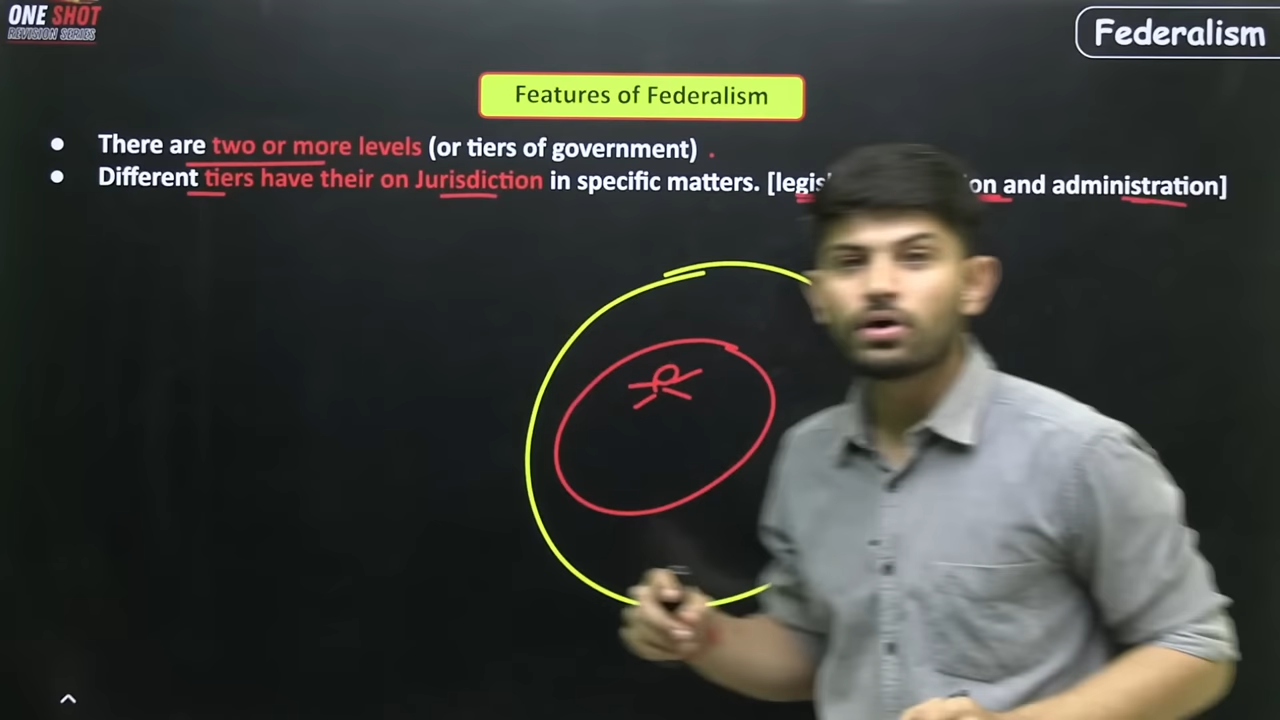 ONE SHOT
REVISION SERIES
Federalism
Features of Federalism
● There are two or more levels (or tiers of government) .
● Different tiers have their on Jurisdiction in specific matters. [legis on and administration]